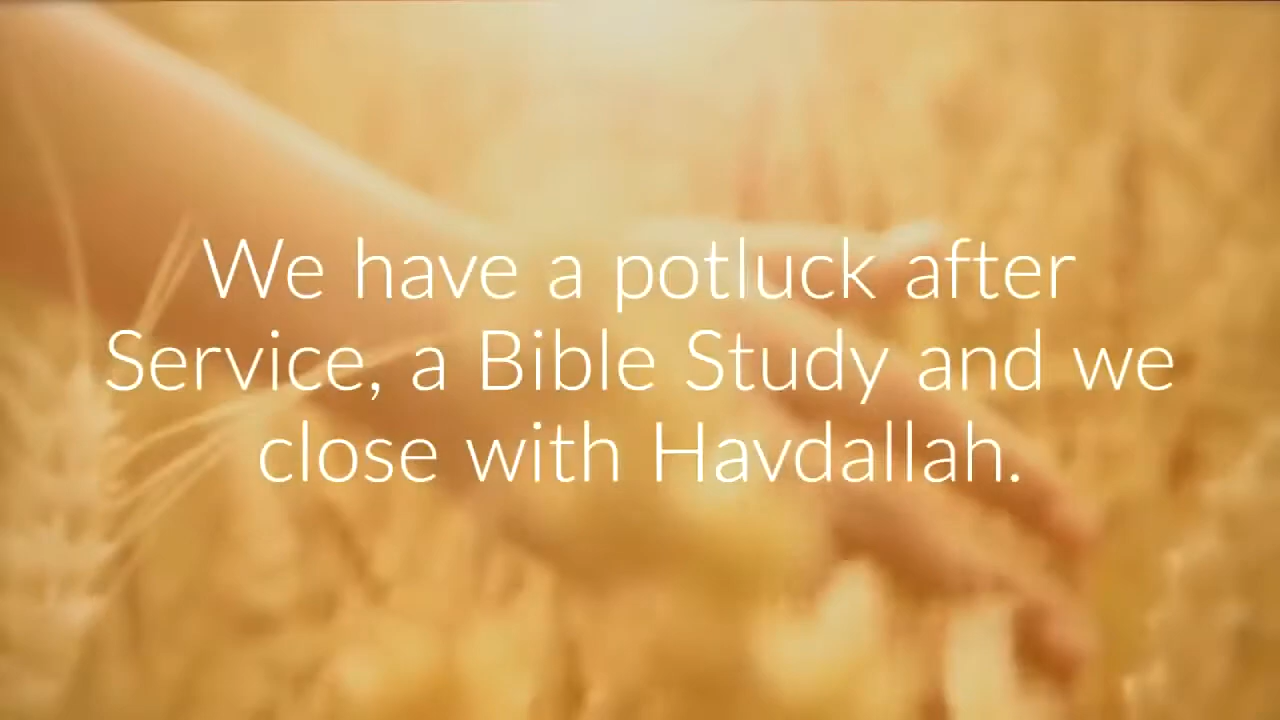 We have a potluck after
Service, a Bible Study and we
close with Havdallah.